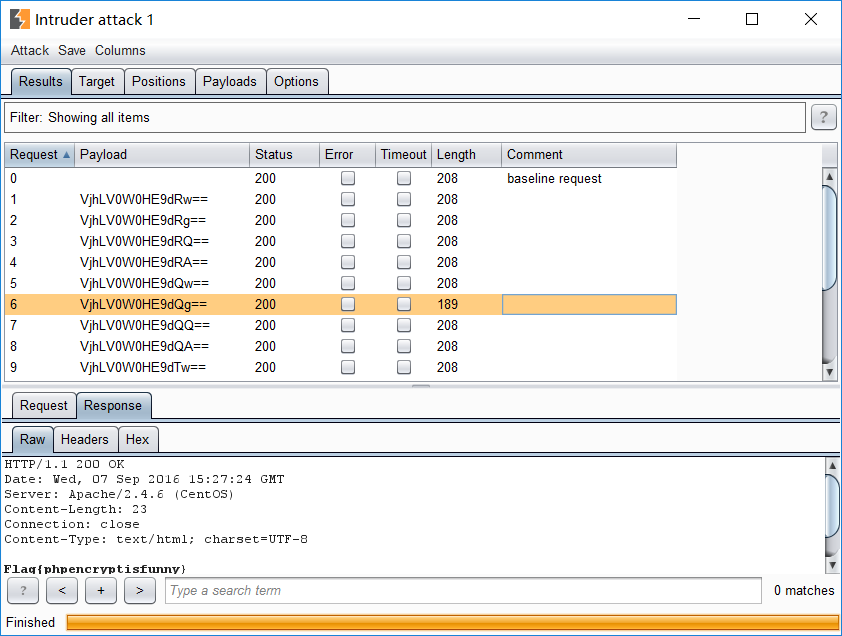 Intruder attack 1
Attack Save Columns
Results Target Positions Payloads Options
Filter: Showing all items ?
Request Payload Status Error Timeout Length Comment
0 200 208 baseline request
1 VjhLV0W0HE9dRw== 200 208
2 VjhLV0W0HE9dRg== 200 208
3 VjhLV0W0HE9dRQ== 200 208
4 VjhLV0W0HE9dRA== 200 208
5 VjhLV0W0HE9dQw== 200 208
6 VjhLV0W0HE9dQg== 200 189
7 VjhLV0W0HE9dQQ== 200 208
8 VjhLV0W0HE9dQA== 200 208
9 VjhLV0W0HE9dTw== 200 208
Request Response
Raw Headers Hex
HTTP/1.1 200 OK
Date: Wed, 07 Sep 2016 15:27:24 GMT
Server: Apache/2.4.6 (CentOS)
Content-Length: 23
Connection: close
Content-Type: text/html; charset=UTF-8
Flag{phpencryptisfunny}
? < + > Type a search term 0 matches
Finished